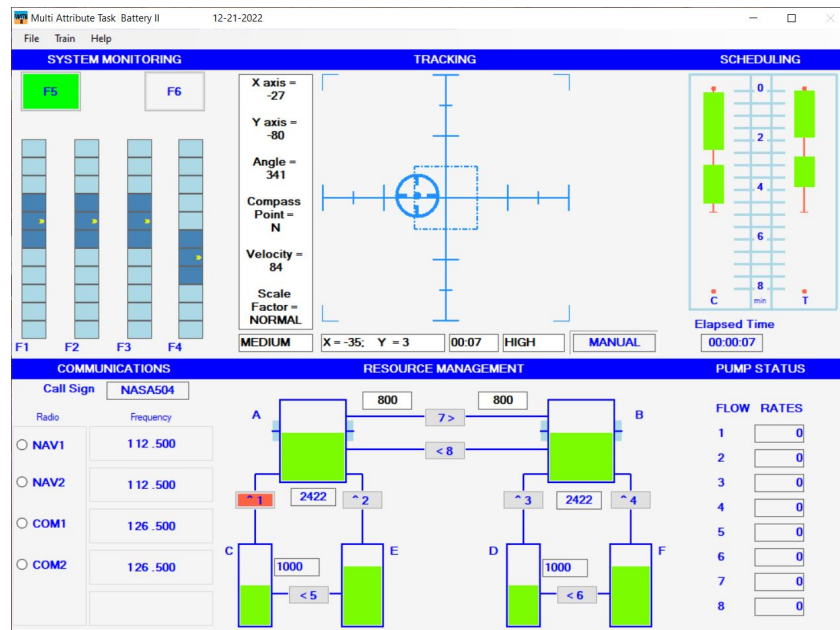 Multi Attribute Task Battery II 12-21-2022
File Train Help
SYSTEM MONITORING
F5 F6
F1 F2 F3 F4
TRACKING
X axis =
-27
Y axis =
-80
Angle =
341
Compass
Point =
N
Velocity =
84
Scale
Factor =
NORMAL
MEDIUM X = -35; Y = 3 00:07 HIGH MANUAL
SCHEDULING
0
2
4
6
8
C min T
Elapsed Time
00:00:07
COMMUNICATIONS
Call Sign NASA504
Radio Frequency
NAV1 112 .500
NAV2 112 .500
COM1 126 .500
COM2 126 .500
RESOURCE MANAGEMENT
A 800 7 > 800 B
< 8
^ 1 2422 ^ 2 ^ 3 2422 ^ 4
C E D F
1000 1000
< 5 < 6
PUMP STATUS
FLOW RATES
1 0
2 0
3 0
4 0
5 0
6 0
7 0
8 0